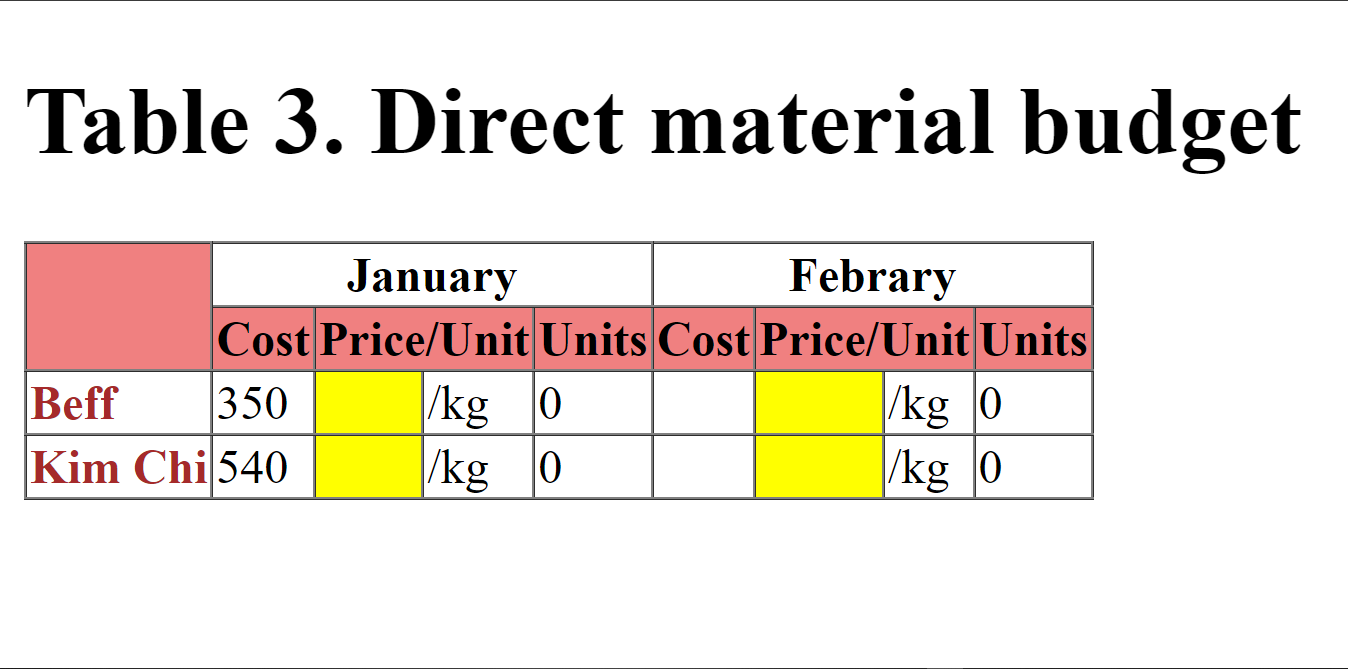 Table 3. Direct material budget
January Febrary
Cost Price/Unit Units Cost Price/Unit Units
Beff 350 /kg 0 /kg 0
Kim Chi 540 /kg 0 /kg 0